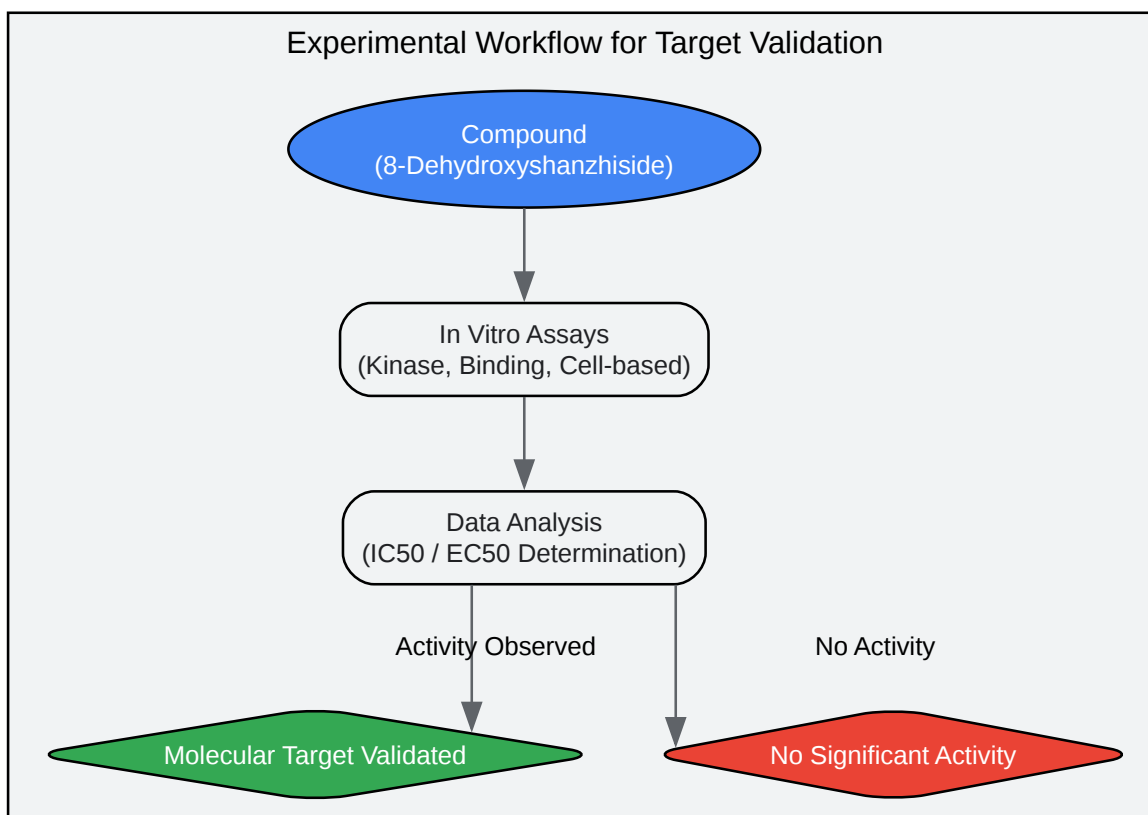 Experimental Workflow for Target Validation
Compound
(8-Dehydroxyshanzhiside)
In Vitro Assays
(Kinase, Binding, Cell-based)
Data Analysis
(IC50 / EC50 Determination)
Activity Observed
No Activity
Molecular Target Validated
No Significant Activity